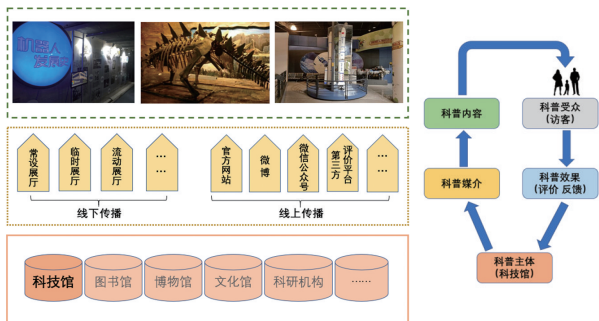 机器人
发展史
常设展厅
临时展厅
流动展厅
……
官方网站
微博
微信公众号
第三方
评价平台
……
线下传播
线上传播
科技馆
图书馆
博物馆
文化馆
科研机构
……
科普内容
科普受众
(访客)
科普媒介
科普效果
(评价 反馈)
科普主体
(科技馆)